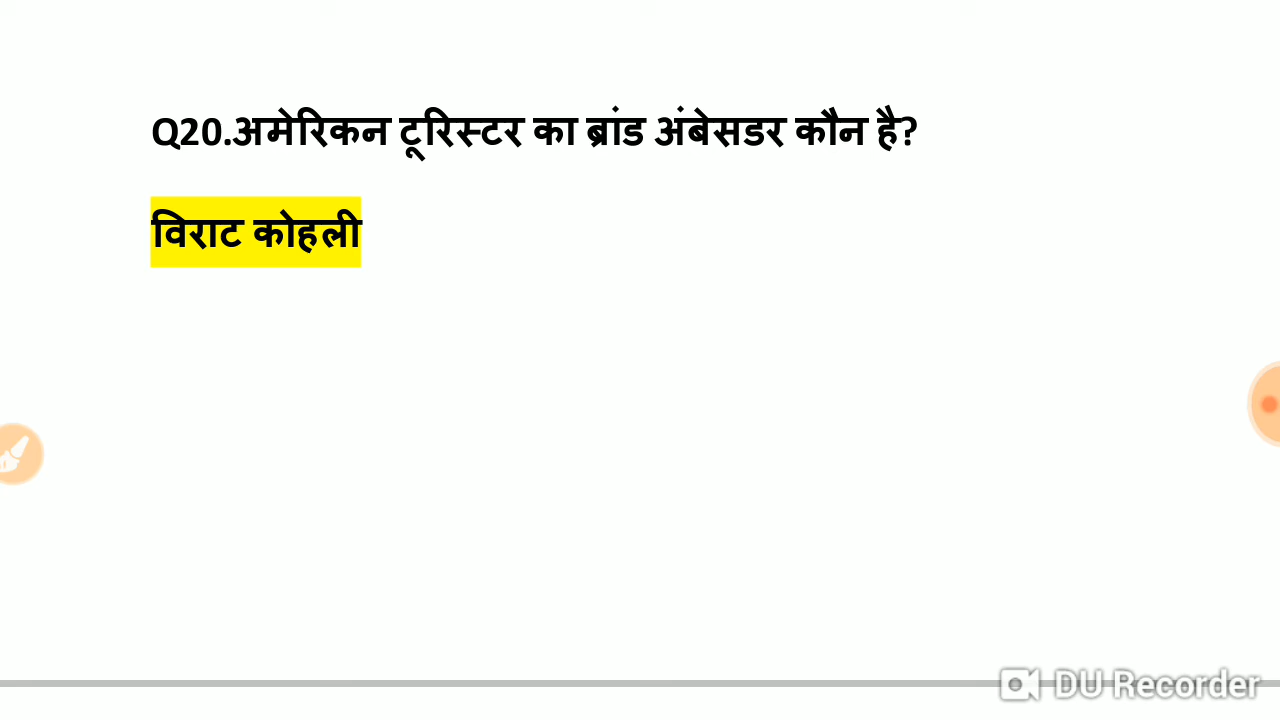 Q20.अमेरिकन टूरिस्टर का ब्रांड अंबेसडर कौन है?
विराट कोहली
DU Recorder